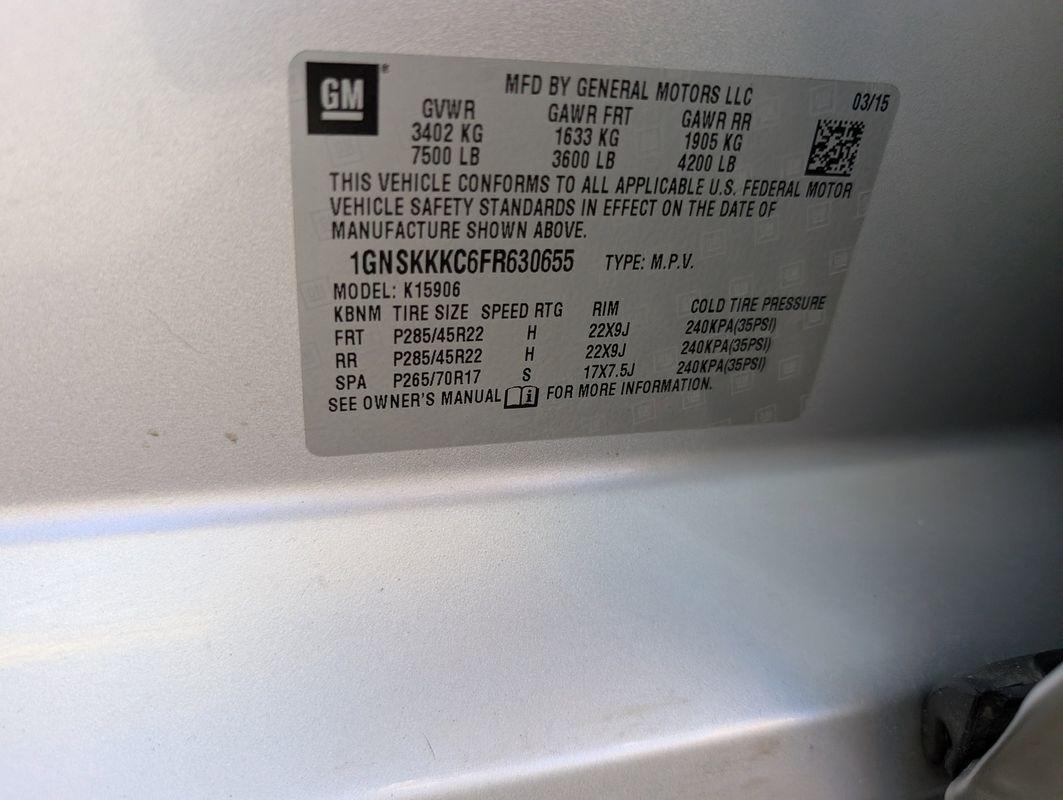 GM®
MFD BY GENERAL MOTORS LLC 03/15
GVWR GAWR FRT GAWR RR
3402 KG 1633 KG 1905 KG
7500 LB 3600 LB 4200 LB
THIS VEHICLE CONFORMS TO ALL APPLICABLE U.S. FEDERAL MOTOR
VEHICLE SAFETY STANDARDS IN EFFECT ON THE DATE OF
MANUFACTURE SHOWN ABOVE.
1GNSKKKC6FR630655 TYPE: M.P.V.
MODEL: K15906
KBNM TIRE SIZE SPEED RTG RIM COLD TIRE PRESSURE
FRT P285/45R22 H 22X9J 240KPA(35PSI)
RR P285/45R22 H 22X9J 240KPA(35PSI)
SPA P265/70R17 S 17X7.5J 240KPA(35PSI)
SEE OWNER'S MANUAL i FOR MORE INFORMATION.